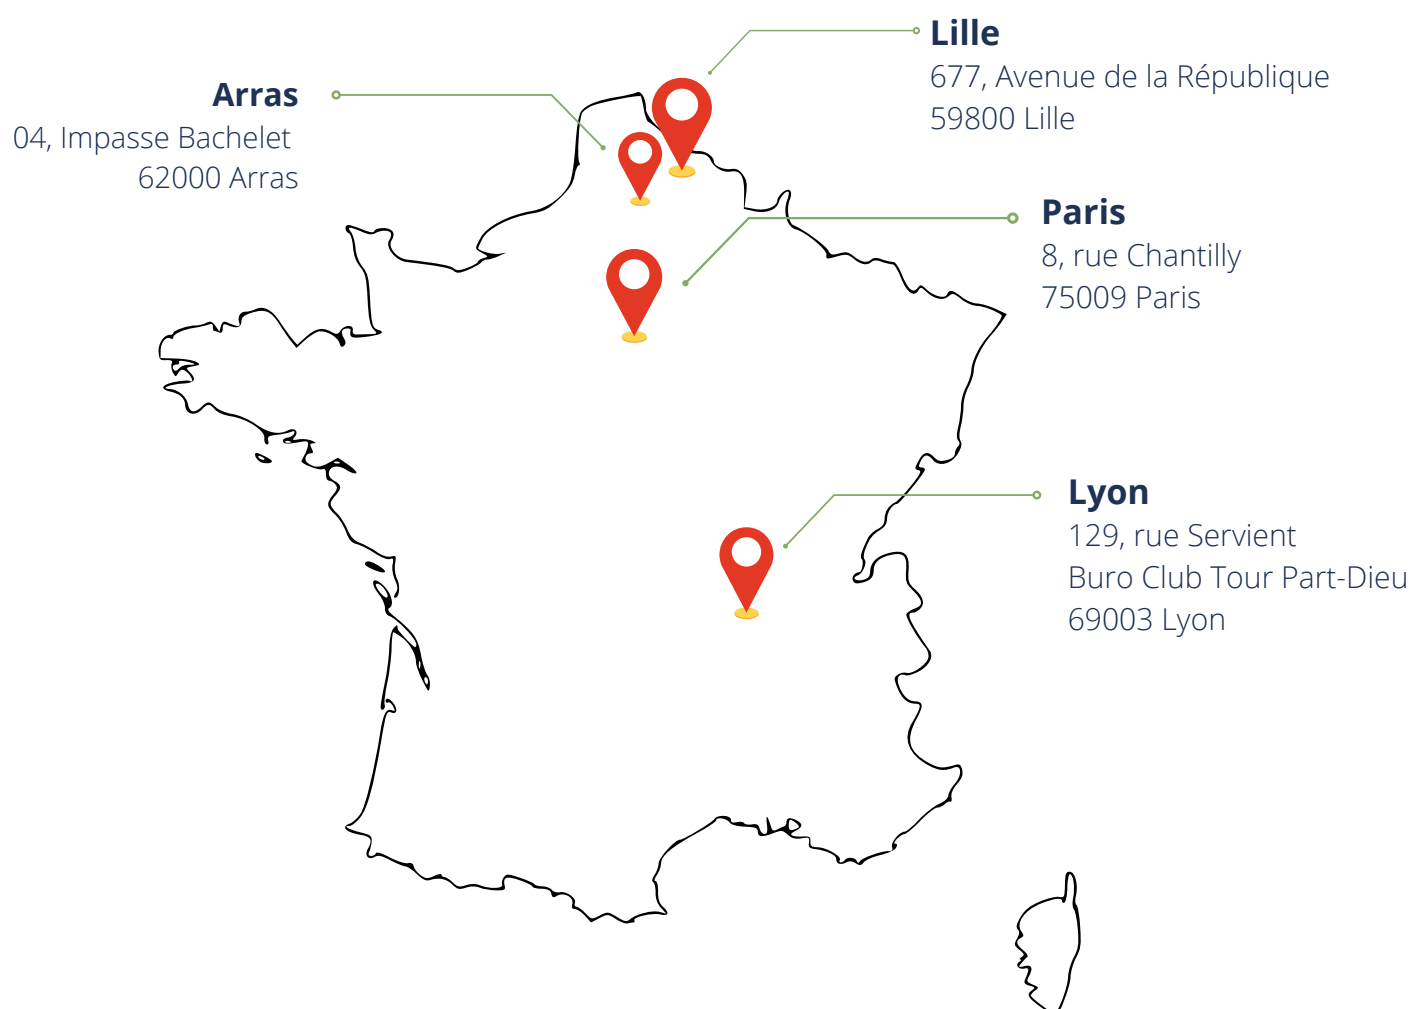 Lille
677, Avenue de la République
59800 Lille
Arras
04, Impasse Bachelet
62000 Arras
Paris
8, rue Chantilly
75009 Paris
Lyon
129, rue Servient
Buro Club Tour Part-Dieu
69003 Lyon